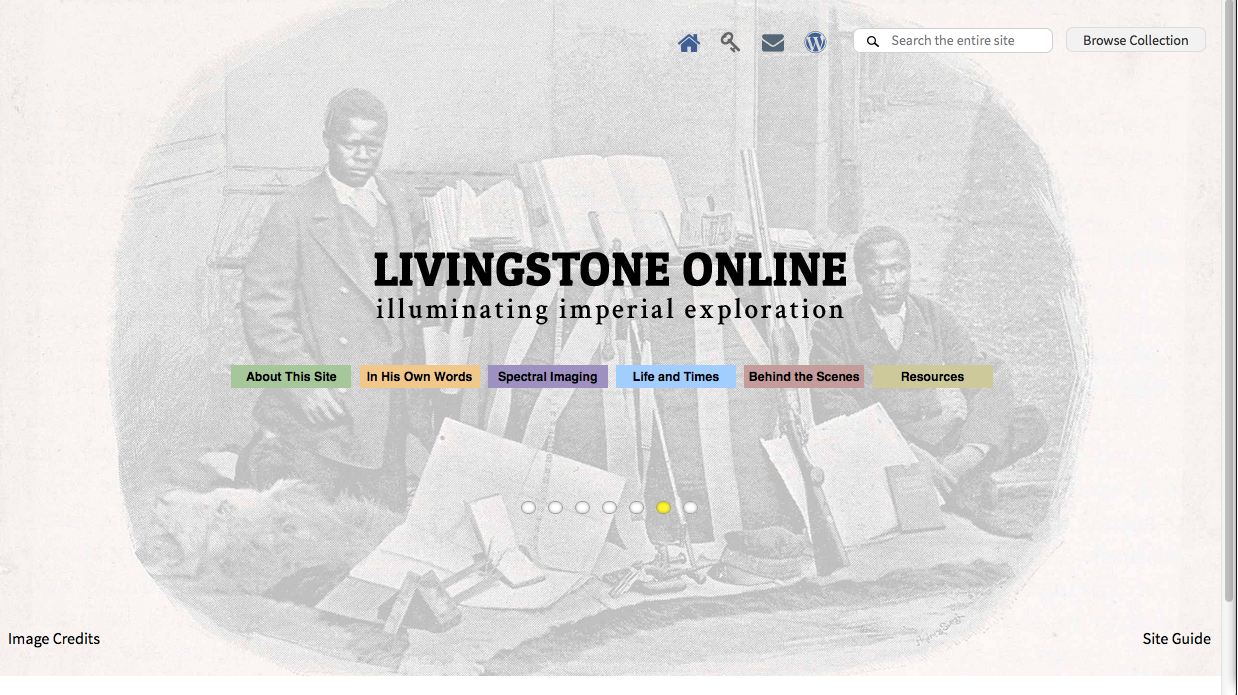 Search the entire site
Browse Collection
LIVINGSTONE ONLINE
illuminating imperial exploration
About This Site
In His Own Words
Spectral Imaging
Life and Times
Behind the Scenes
Resources
Image Credits
Site Guide